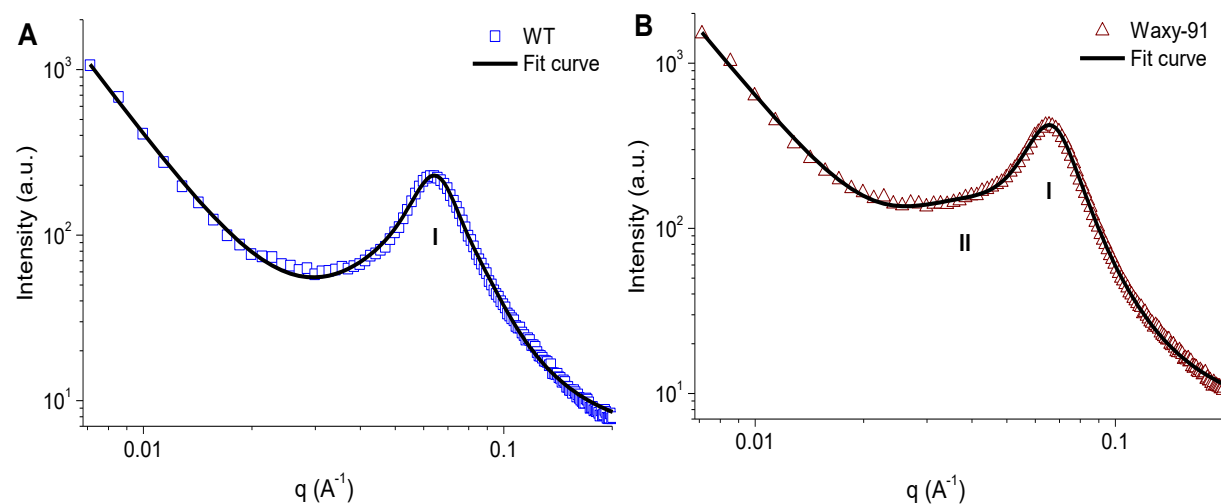 A
WT
Fit curve
10³
10²
10¹
Intensity (a.u.)
I
0.01
0.1
q (A⁻¹)
B
Waxy-91
Fit curve
10³
10²
10¹
Intensity (a.u.)
I
II
0.01
0.1
q (A⁻¹)